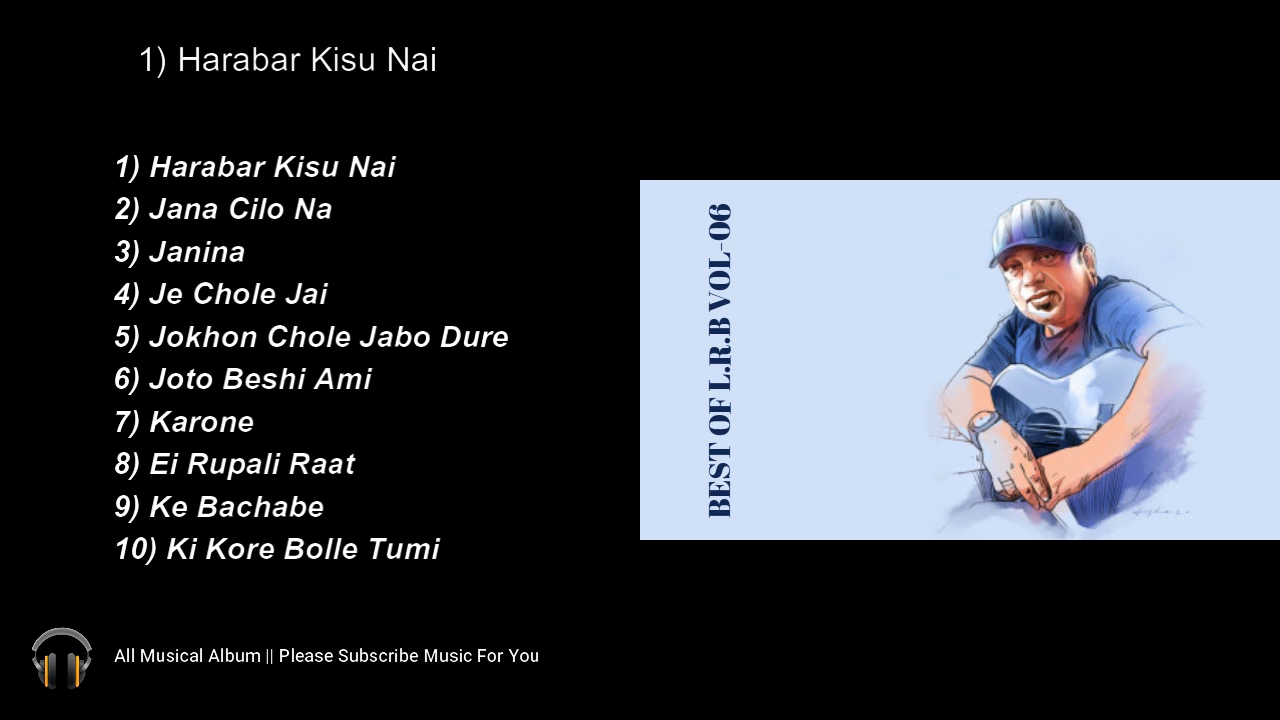 1) Harabar Kisu Nai
1) Harabar Kisu Nai
2) Jana Cilo Na
3) Janina
4) Je Chole Jai
5) Jokhon Chole Jabo Dure
6) Joto Beshi Ami
7) Karone
8) Ei Rupali Raat
9) Ke Bachabe
10) Ki Kore Bolle Tumi
BEST OF L.R.B VOL-06
All Musical Album || Please Subscribe Music For You